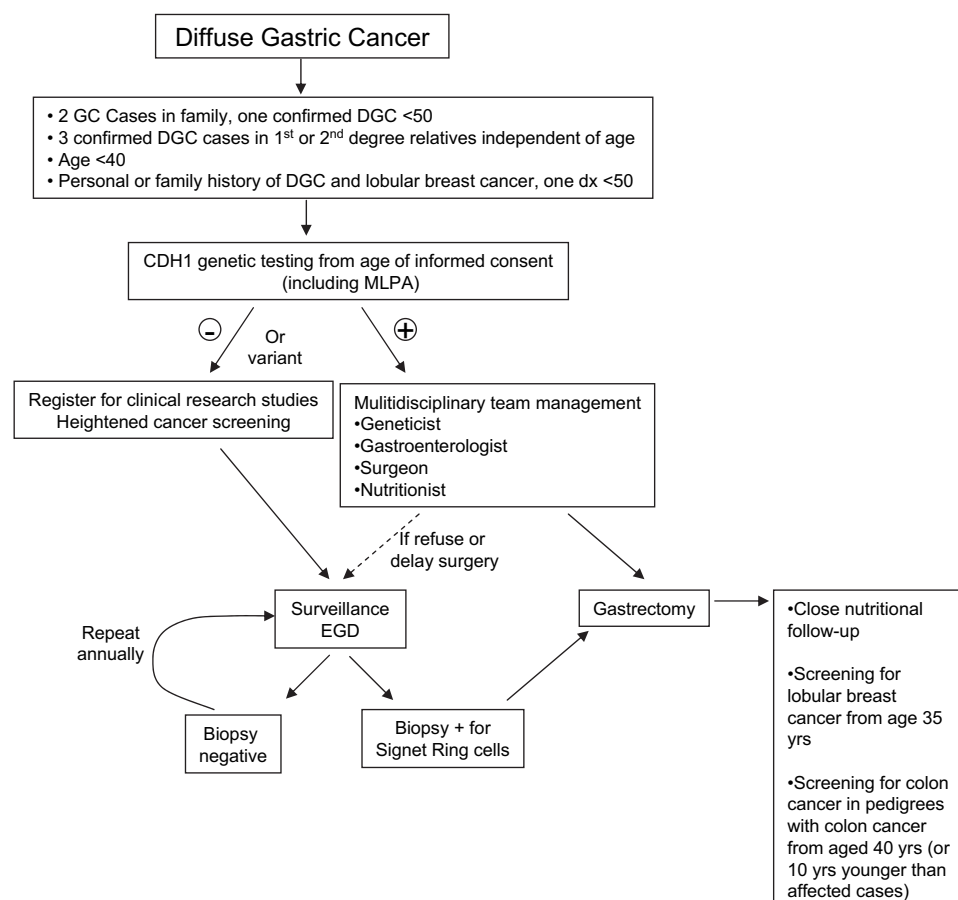 Diffuse Gastric Cancer
• 2 GC Cases in family, one confirmed DGC <50
• 3 confirmed DGC cases in 1st or 2nd degree relatives independent of age
• Age <40
• Personal or family history of DGC and lobular breast cancer, one dx <50
CDH1 genetic testing from age of informed consent
(including MLPA)
-
Or
variant
+
Register for clinical research studies
Heightened cancer screening
Mulitidisciplinary team management
•Geneticist
•Gastroenterologist
•Surgeon
•Nutritionist
If refuse or
delay surgery
Surveillance
EGD
Repeat
annually
Biopsy
negative
Biopsy + for
Signet Ring cells
Gastrectomy
•Close nutritional
follow-up
•Screening for
lobular breast
cancer from age 35
yrs
•Screening for colon
cancer in pedigrees
with colon cancer
from aged 40 yrs (or
10 yrs younger than
affected cases)